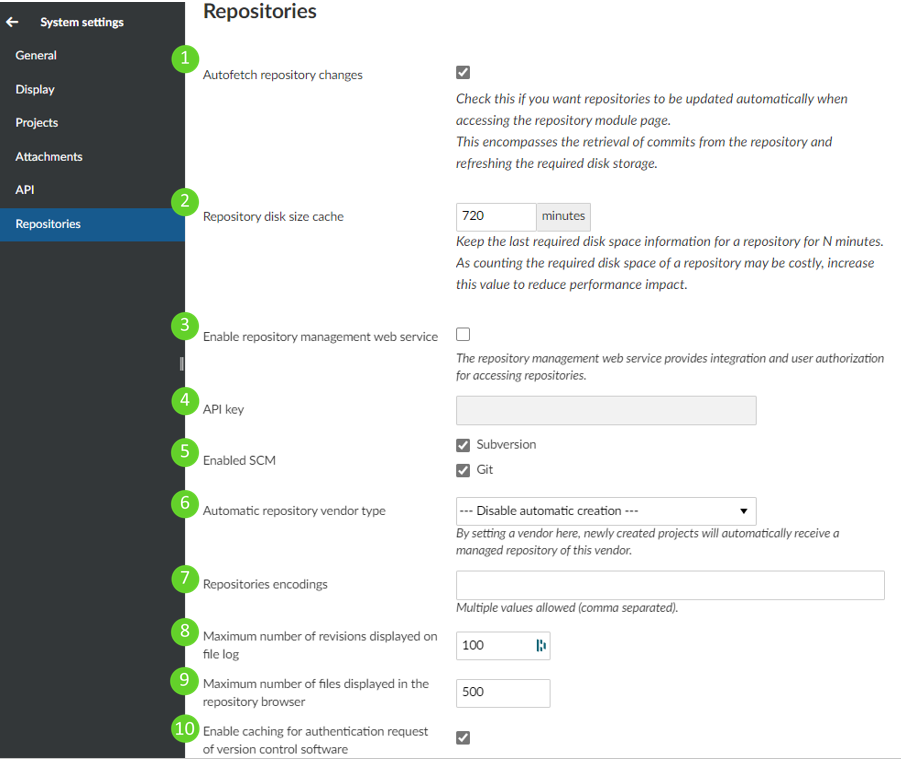 Repositories
System settings
General
Display
Projects
Attachments
API
Repositories
1
Autofetch repository changes
Check this if you want repositories to be updated automatically when
accessing the repository module page.
This encompasses the retrieval of commits from the repository and
refreshing the required disk storage.
2
Repository disk size cache
720 minutes
Keep the last required disk space information for a repository for N minutes.
As counting the required disk space of a repository may be costly, increase
this value to reduce performance impact.
3
Enable repository management web service
The repository management web service provides integration and user authorization
for accessing repositories.
4
API key
5
Enabled SCM
Subversion
Git
6
Automatic repository vendor type
--- Disable automatic creation ---
By setting a vendor here, newly created projects will automatically receive a
managed repository of this vendor.
7
Repositories encodings
Multiple values allowed (comma separated).
8
Maximum number of revisions displayed on
file log
100
9
Maximum number of files displayed in the
repository browser
500
10
Enable caching for authentication request
of version control software